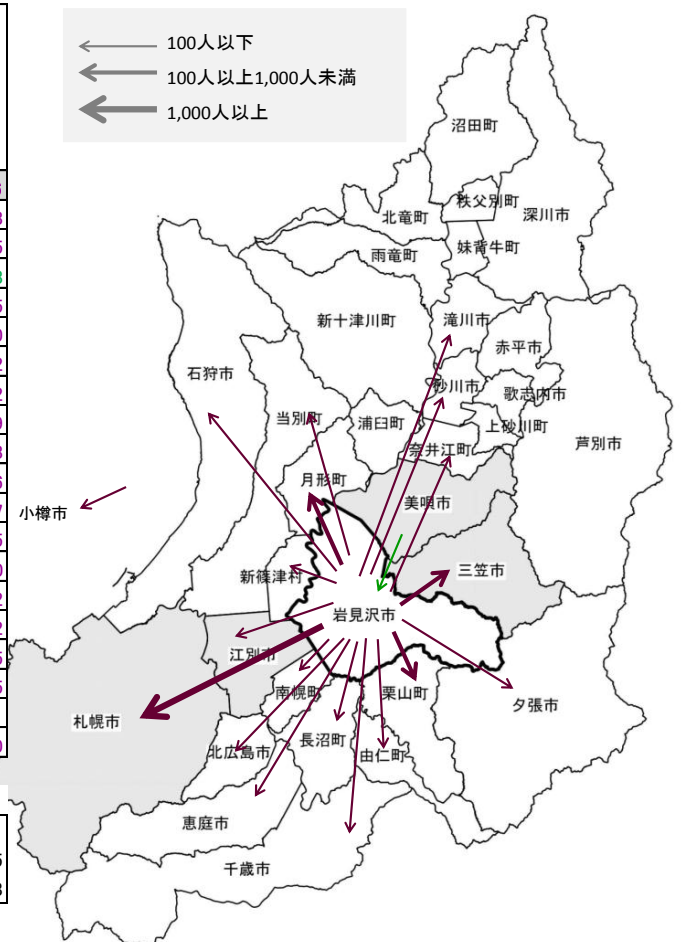 100人以下
100人以上1,000人未満
1,000人以上
沼田町
秩父別町
深川市
北竜町
妹背牛町
雨竜町
新十津川町
滝川市
赤平市
石狩市
砂川市
歌志内市
当別町
浦臼町
上砂川町
芦別市
奈井江町
月形町
美唄市
小樽市
三笠市
新篠津村
岩見沢市
江別市
南幌町
栗山町
夕張市
札幌市
長沼町
北広島市
由仁町
恵庭市
千歳市